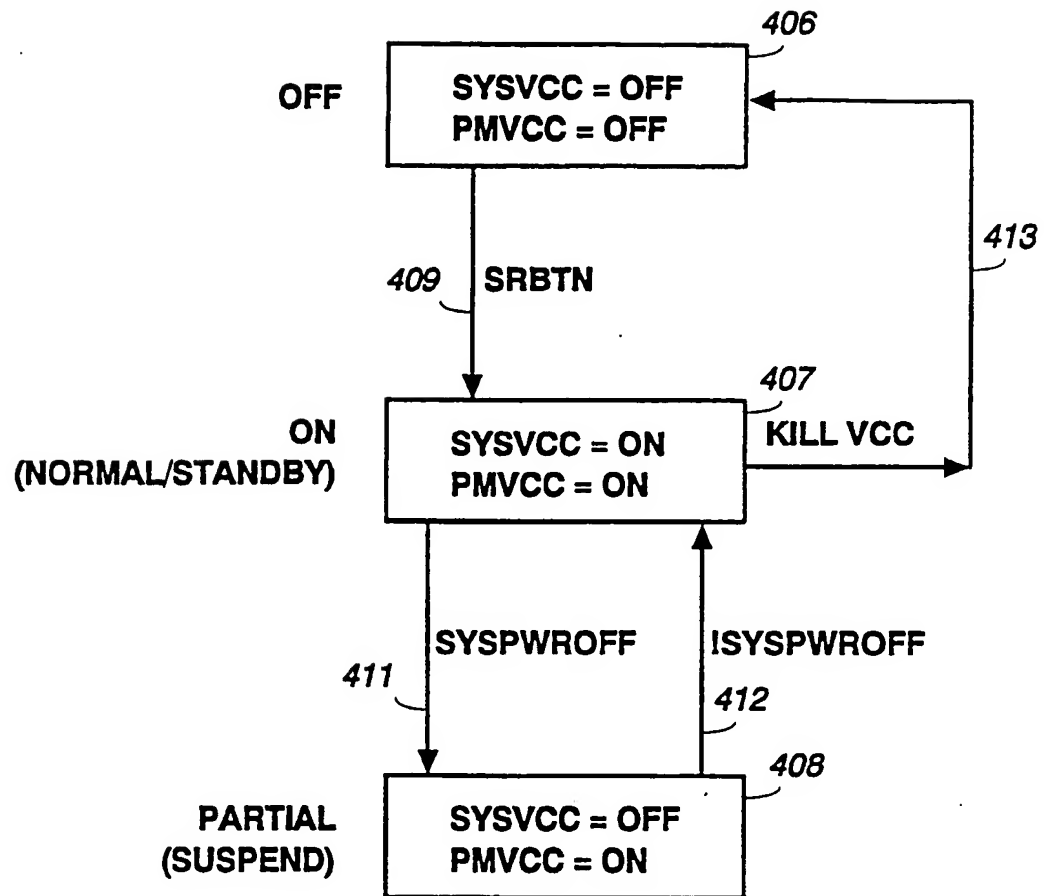 406
OFF
SYSVCC = OFF
PMVCC = OFF
413
409
SRBTN
407
ON
(NORMAL/STANDBY)
SYSVCC = ON
PMVCC = ON
KILL VCC
SYSPWROFF
!SYSPWROFF
411
412
408
PARTIAL
(SUSPEND)
SYSVCC = OFF
PMVCC = ON